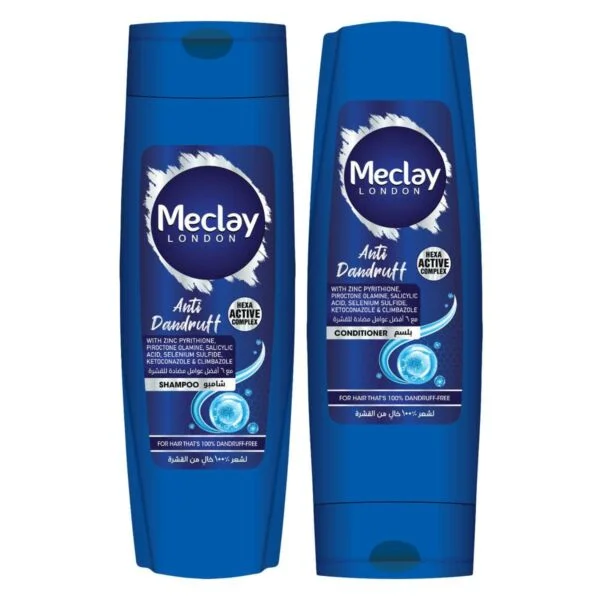 Meclay
LONDON
Anti
Dandruff
HEXA
ACTIVE
COMPLEX
WITH ZINC PYRITHIONE,
PIROCTONE OLAMINE, SALICYLIC
ACID, SELENIUM SULFIDE,
KETOCONAZOLE & CLIMBAZOLE
مع ٦ أفضل عوامل مضادة للقشرة
SHAMPOO شامبو
FOR HAIR THAT'S 100% DANDRUFF-FREE
لشعر ١٠٠٪ خالٍ من القشرة
Meclay
LONDON
Anti
Dandruff
HEXA
ACTIVE
COMPLEX
WITH ZINC PYRITHIONE,
PIROCTONE OLAMINE, SALICYLIC
ACID, SELENIUM SULFIDE,
KETOCONAZOLE & CLIMBAZOLE
مع ٦ أفضل عوامل مضادة للقشرة
CONDITIONER بلسم
FOR HAIR THAT'S 100% DANDRUFF-FREE
لشعر ١٠٠٪ خالٍ من القشرة